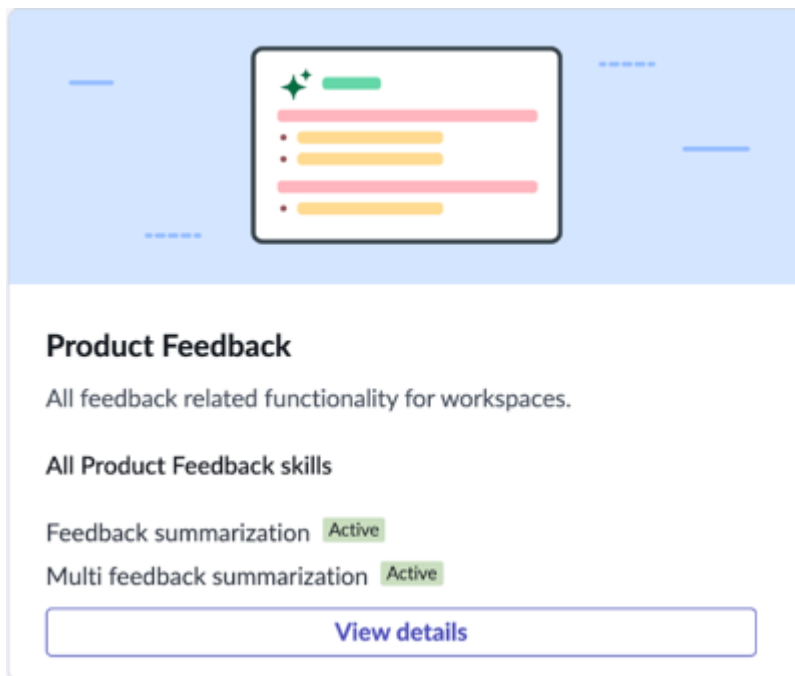 Product Feedback
All feedback related functionality for workspaces.
All Product Feedback skills
Feedback summarization Active
Multi feedback summarization Active
View details